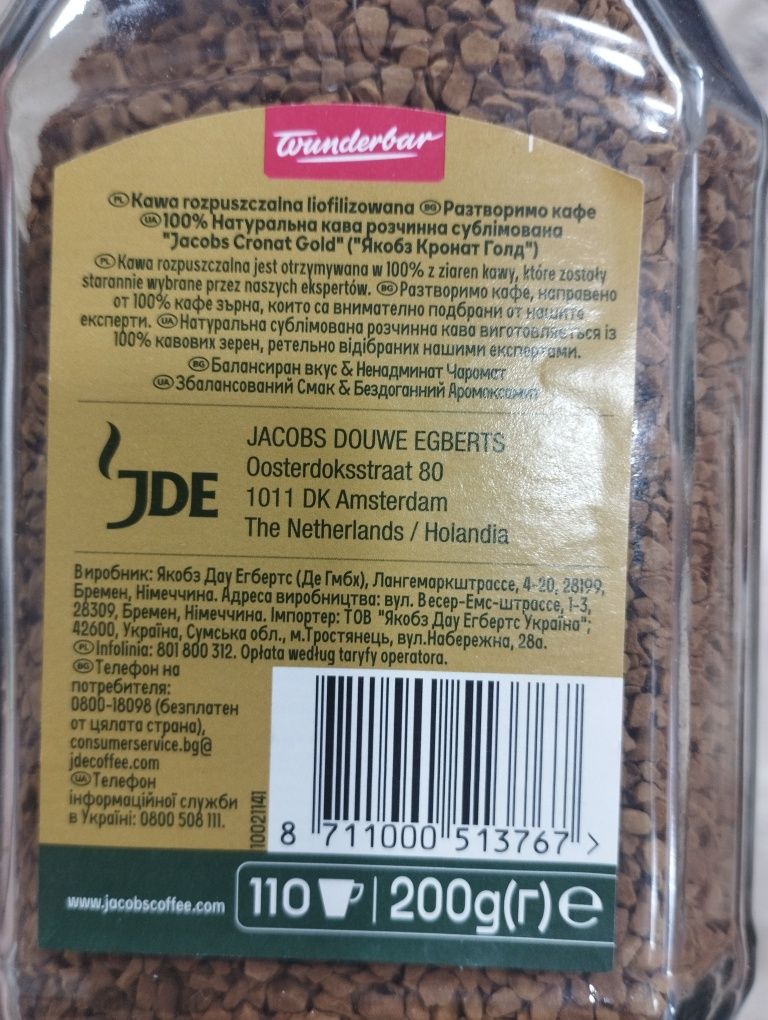 Wunderbar
PL Kawa rozpuszczalna liofilizowana BG Разтворимо кафе
UA 100% Натуральна кава розчинна сублімована
"Jacobs Cronat Gold" ("Якобз Кронат Голд")
PL Kawa rozpuszczalna jest otrzymywana w 100% z ziaren kawy, które zostały
starannie wybrane przez naszych ekspertów. BG Разтворимо кафе, направено
от 100% кафе зърна, които са внимателно подбрани от нашите
експерти. UA Натуральна сублімована розчинна кава виготовляється із
100% кавових зерен, ретельно відібраних нашими експертами.
BG Балансиран вкус & Ненадминат Чаромат
UA Збалансований Смак & Бездоганний
JDE
JACOBS DOUWE EGBERTS
Oosterdoksstraat 80
1011 DK Amsterdam
The Netherlands / Holandia
Виробник: Якобз Дау Егбертс (Де Гмбх), Лангемаркштрассе, 4-20, 28199,
Бремен, Німеччина. Адреса виробництва: вул. Весер-Емс-штрассе, 1-3,
28309, Бремен, Німеччина. Імпортер: ТОВ "Якобз Дау Егбертс Україна";
42600, Україна, Сумська обл., м.Тростянець, вул.Набережна, 28а.
PL Infolinia: 801 800 312. Opłata według taryfy operatora.
BG Телефон на
потребителя:
0800-18098 (безплатен
от цялата страна),
consumerservice.bg@
jdecoffee.com
UA Телефон
інформаційної служби
в Україні: 0800 508 111.
10021141
8 711000 513767 >
www.jacobscoffee.com
110 | 200g(г) e